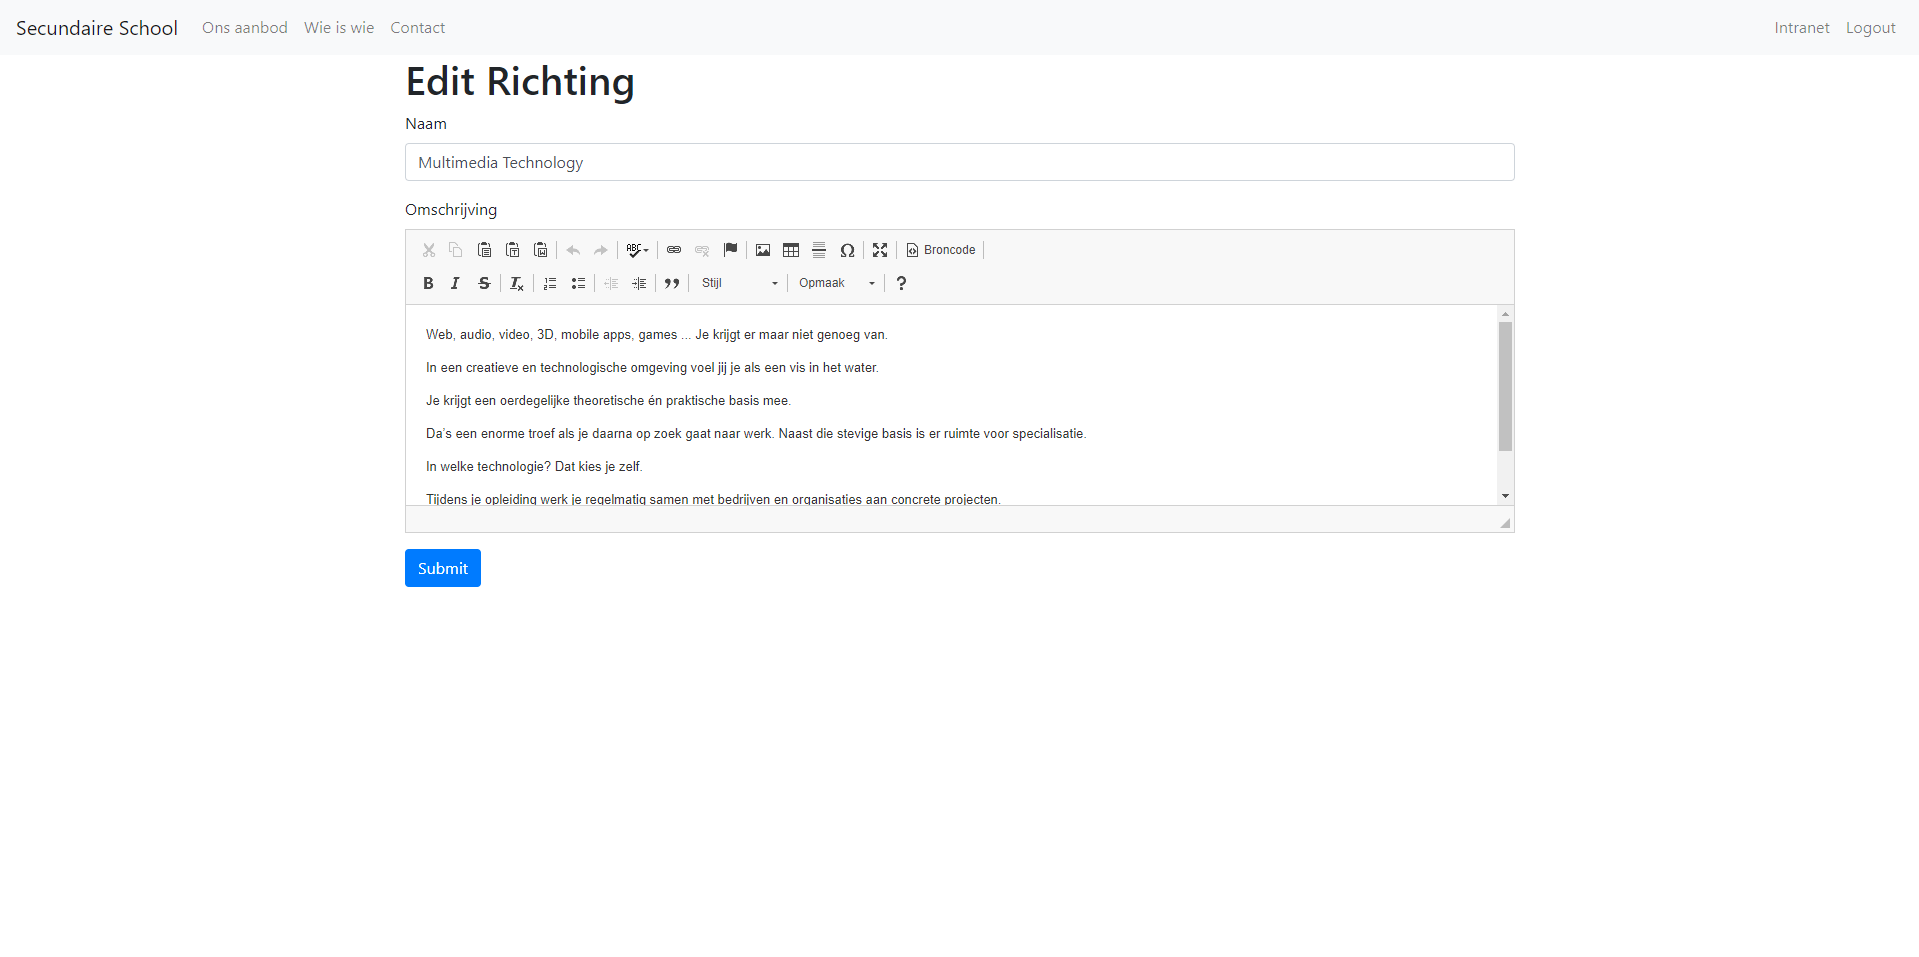 Secundaire School Ons aanbod Wie is wie Contact Intranet Logout
Edit Richting
Naam
Multimedia Technology
Omschrijving
ABC Ω Broncode
B I S Tx Stijl Opmaak ?
Web, audio, video, 3D, mobile apps, games ... Je krijgt er maar niet genoeg van.
In een creatieve en technologische omgeving voel jij je als een vis in het water.
Je krijgt een oerdegelijke theoretische én praktische basis mee.
Da's een enorme troef als je daarna op zoek gaat naar werk. Naast die stevige basis is er ruimte voor specialisatie.
In welke technologie? Dat kies je zelf.
Tijdens je opleiding werk je regelmatig samen met bedrijven en organisaties aan concrete projecten.
Submit